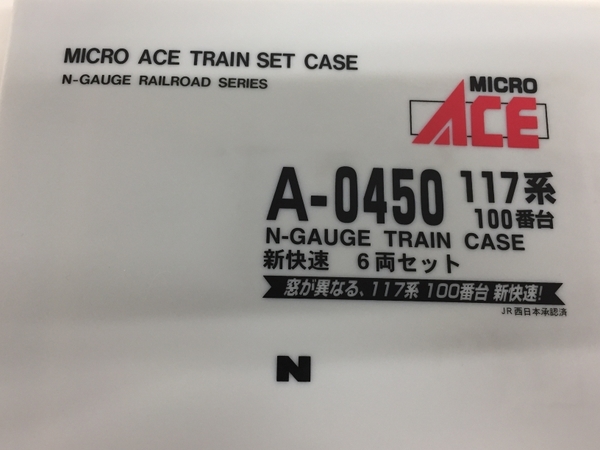 MICRO ACE TRAIN SET CASE
N-GAUGE RAILROAD SERIES
MICRO
ACE
A-0450 117系
100番台
N-GAUGE TRAIN CASE
新快速 6両セット
窓が異なる、117系 100番台 新快速!
JR西日本承認済
N